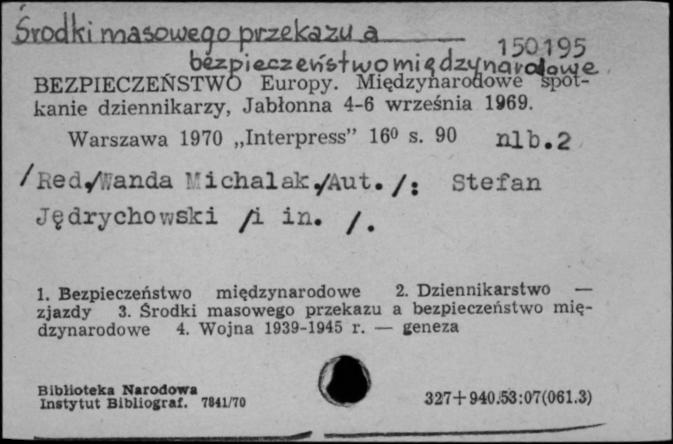 Środki masowego przekazu a
150195
bezpieczeństwo międzynarodowe
BEZPIECZEŃSTWO Europy. Międzynarodowe spot-
kanie dziennikarzy, Jabłonna 4-6 września 1969.
Warszawa 1970 „Interpress” 16⁰ s. 90 nlb.2
/Red./Wanda Michalak./Aut./: Stefan
Jędrychowski /i in. /.
1. Bezpieczeństwo międzynarodowe 2. Dziennikarstwo —
zjazdy 3. Środki masowego przekazu a bezpieczeństwo mię-
dzynarodowe 4. Wojna 1939-1945 r. — geneza
Biblioteka Narodowa
Instytut Bibliograf. 7841/70
327+940.53:07(061.3)